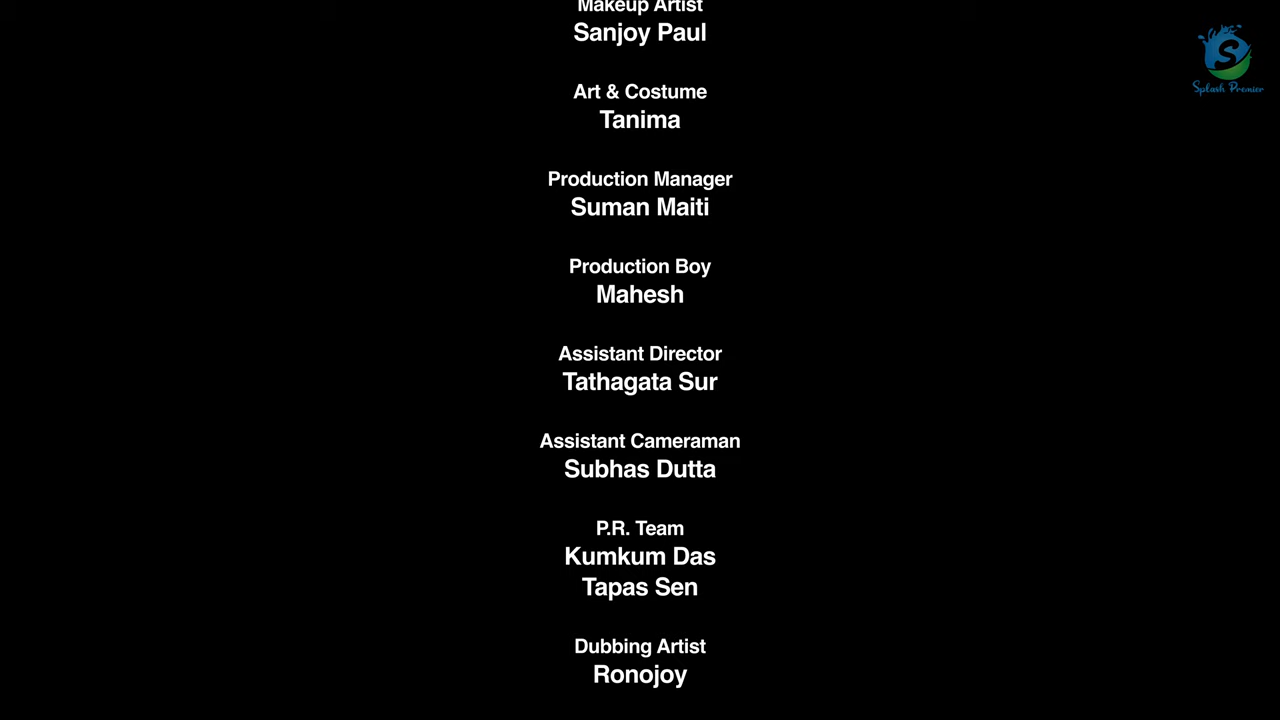 Makeup Artist
Sanjoy Paul
Art & Costume
Tanima
Production Manager
Suman Maiti
Production Boy
Mahesh
Assistant Director
Tathagata Sur
Assistant Cameraman
Subhas Dutta
P.R. Team
Kumkum Das
Tapas Sen
Dubbing Artist
Ronojoy
S
Splash Premier